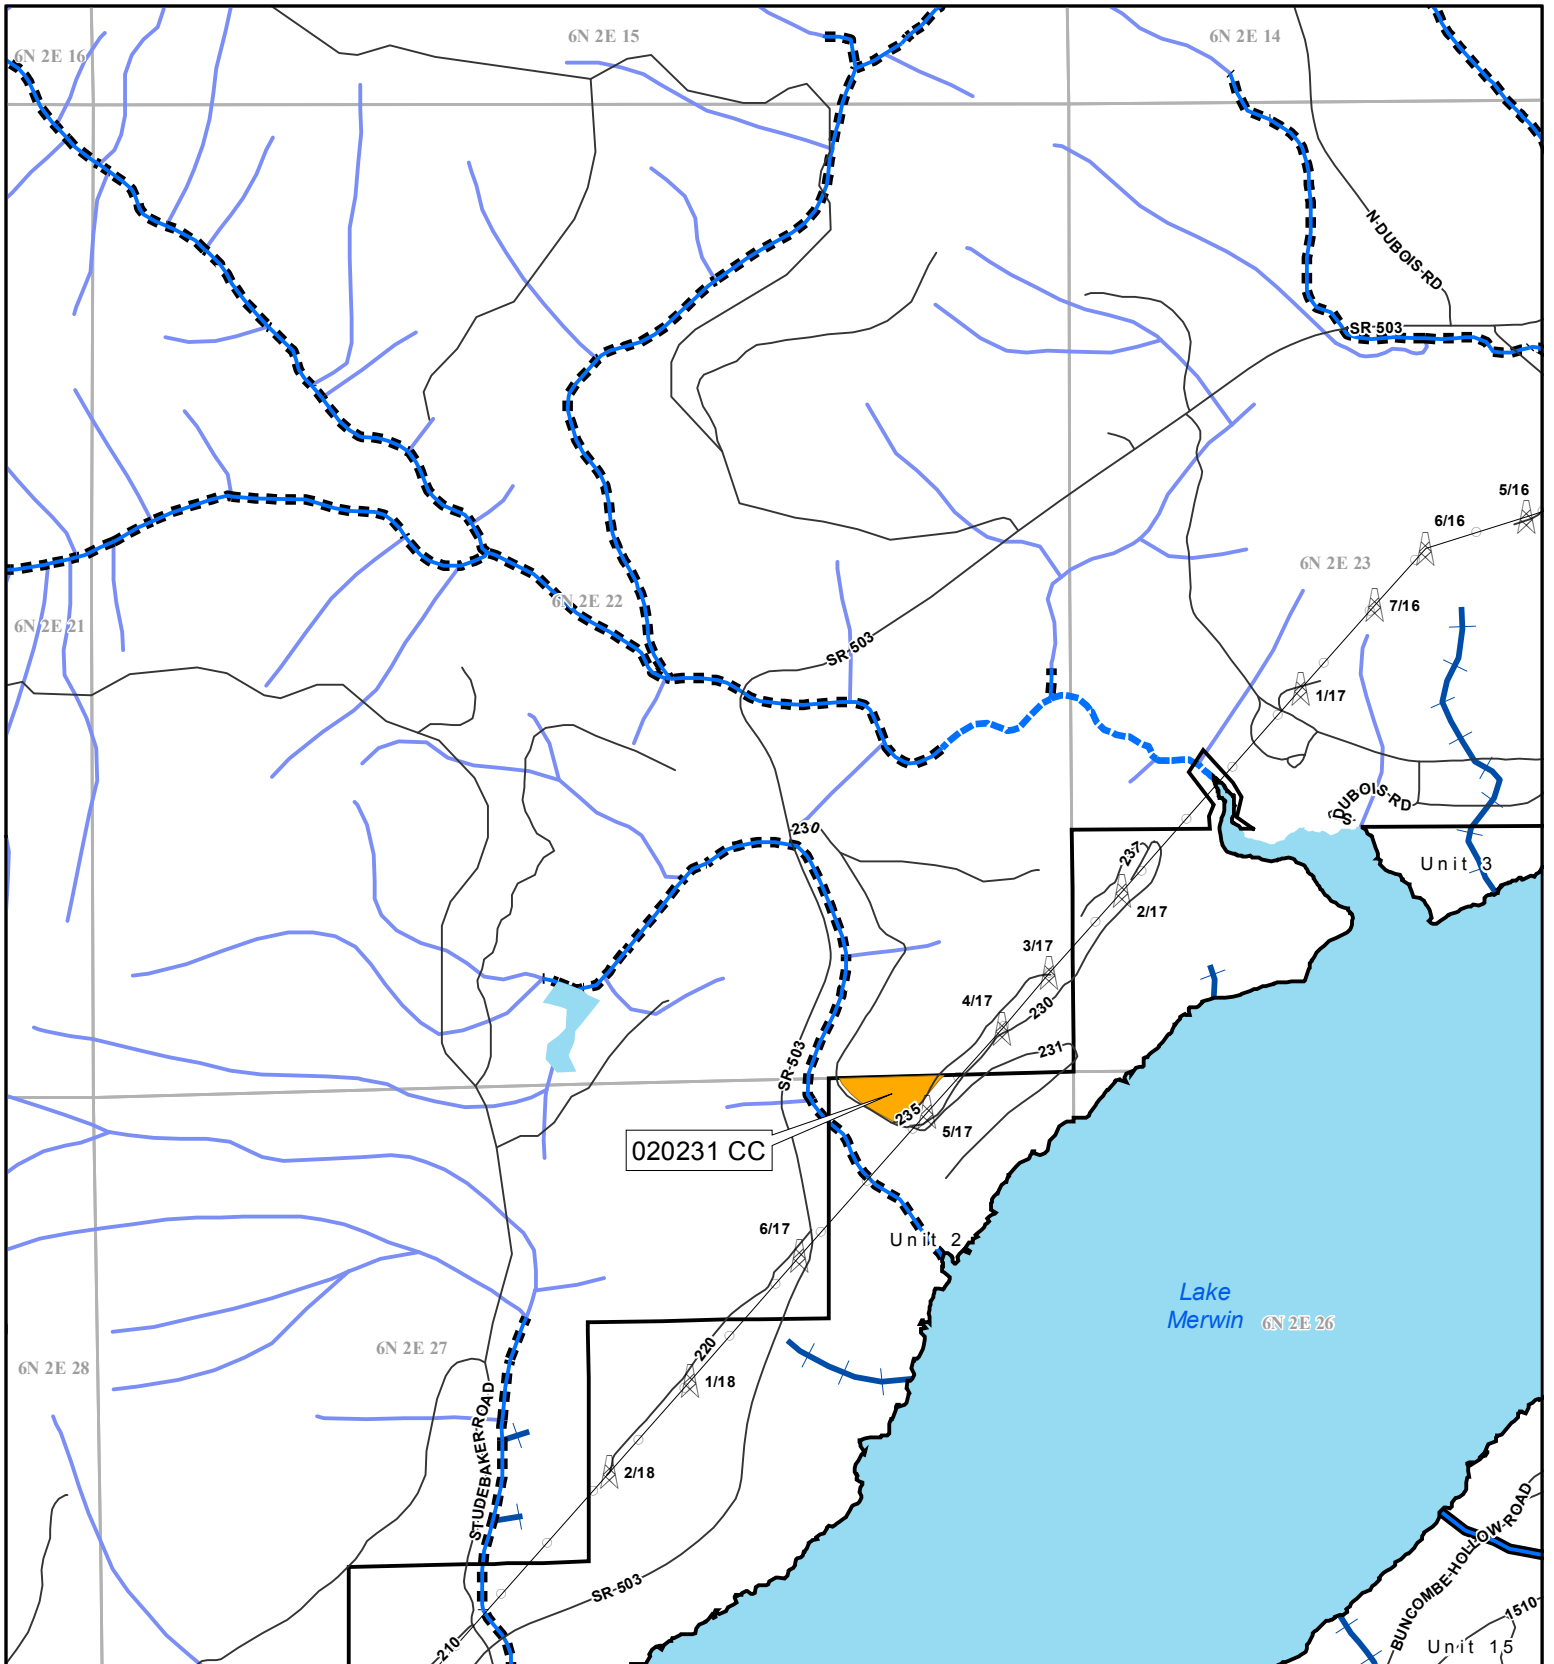 6N 2E 16
6N 2E 15
6N 2E 14
N-DUBOIS-RD
SR-503
5/16
6/16
6N 2E 23
7/16
6N 2E 22
6N 2E 21
SR-503
1/17
S-DUBOIS-RD
230
237
Unit 3
2/17
3/17
4/17
230
231
SR-503
235
5/17
020231 CC
6/17
Unit 2
Lake
Merwin
6N 2E 26
220
6N 2E 27
6N 2E 28
1/18
STUDEBAKER-ROAD
2/18
SR-503
BUNCOMBE-HOLLOW-ROAD
1510
210
Unit 15